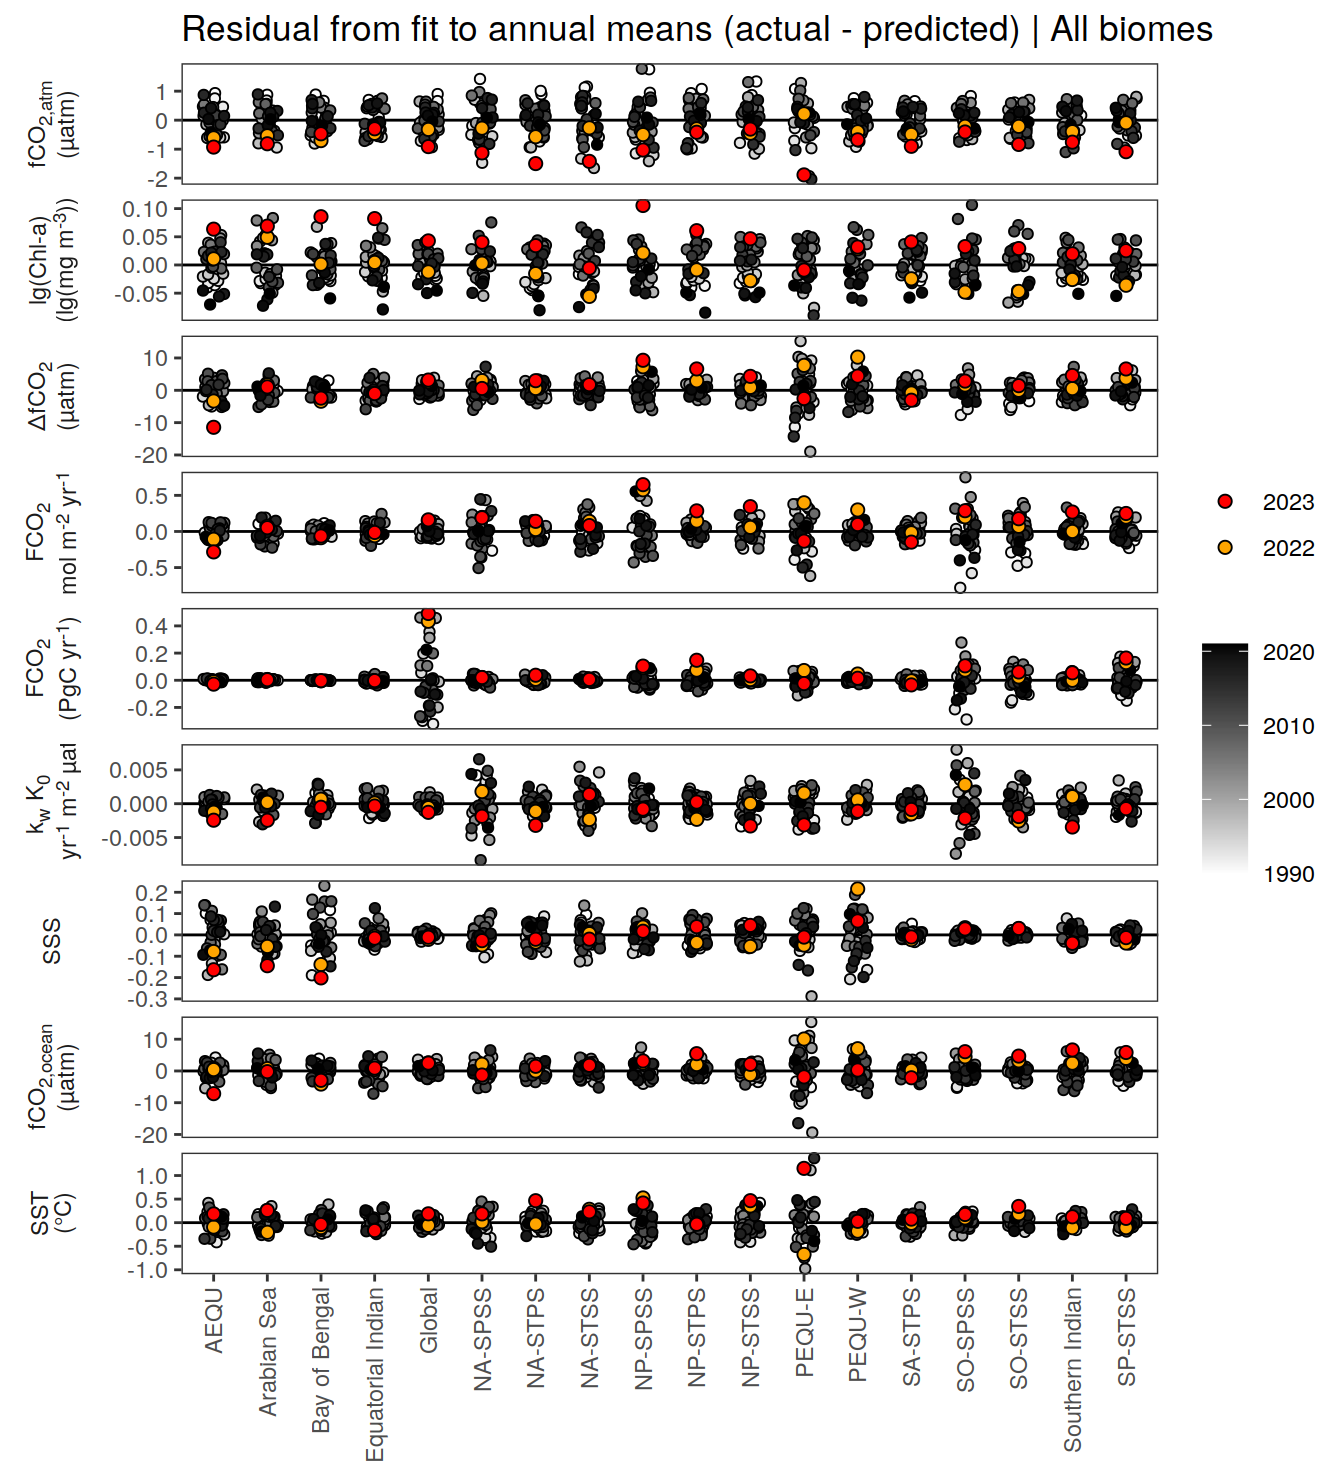 Residual from fit to annual means (actual - predicted) | All biomes
fCO2,atm
(µatm)
1
0
-1
-2
lg(Chl-a)
(lg(mg m-3))
0.10
0.05
0.00
-0.05
ΔfCO2
(µatm)
10
0
-10
-20
FCO2
mol m-2 yr-1
0.5
0.0
-0.5
FCO2
(PgC yr-1)
0.4
0.2
0.0
-0.2
kw K0
yr-1 m-2 µat
0.005
0.000
-0.005
SSS
0.2
0.1
0.0
-0.1
-0.2
-0.3
fCO2,ocean
(µatm)
10
0
-10
-20
SST
(°C)
1.0
0.5
0.0
-0.5
-1.0
AEQU
Arabian Sea
Bay of Bengal
Equatorial Indian
Global
NA-SPSS
NA-STPS
NA-STSS
NP-SPSS
NP-STPS
NP-STSS
PEQU-E
PEQU-W
SA-STPS
SO-SPSS
SO-STSS
Southern Indian
SP-STSS
2023
2022
2020
2010
2000
1990